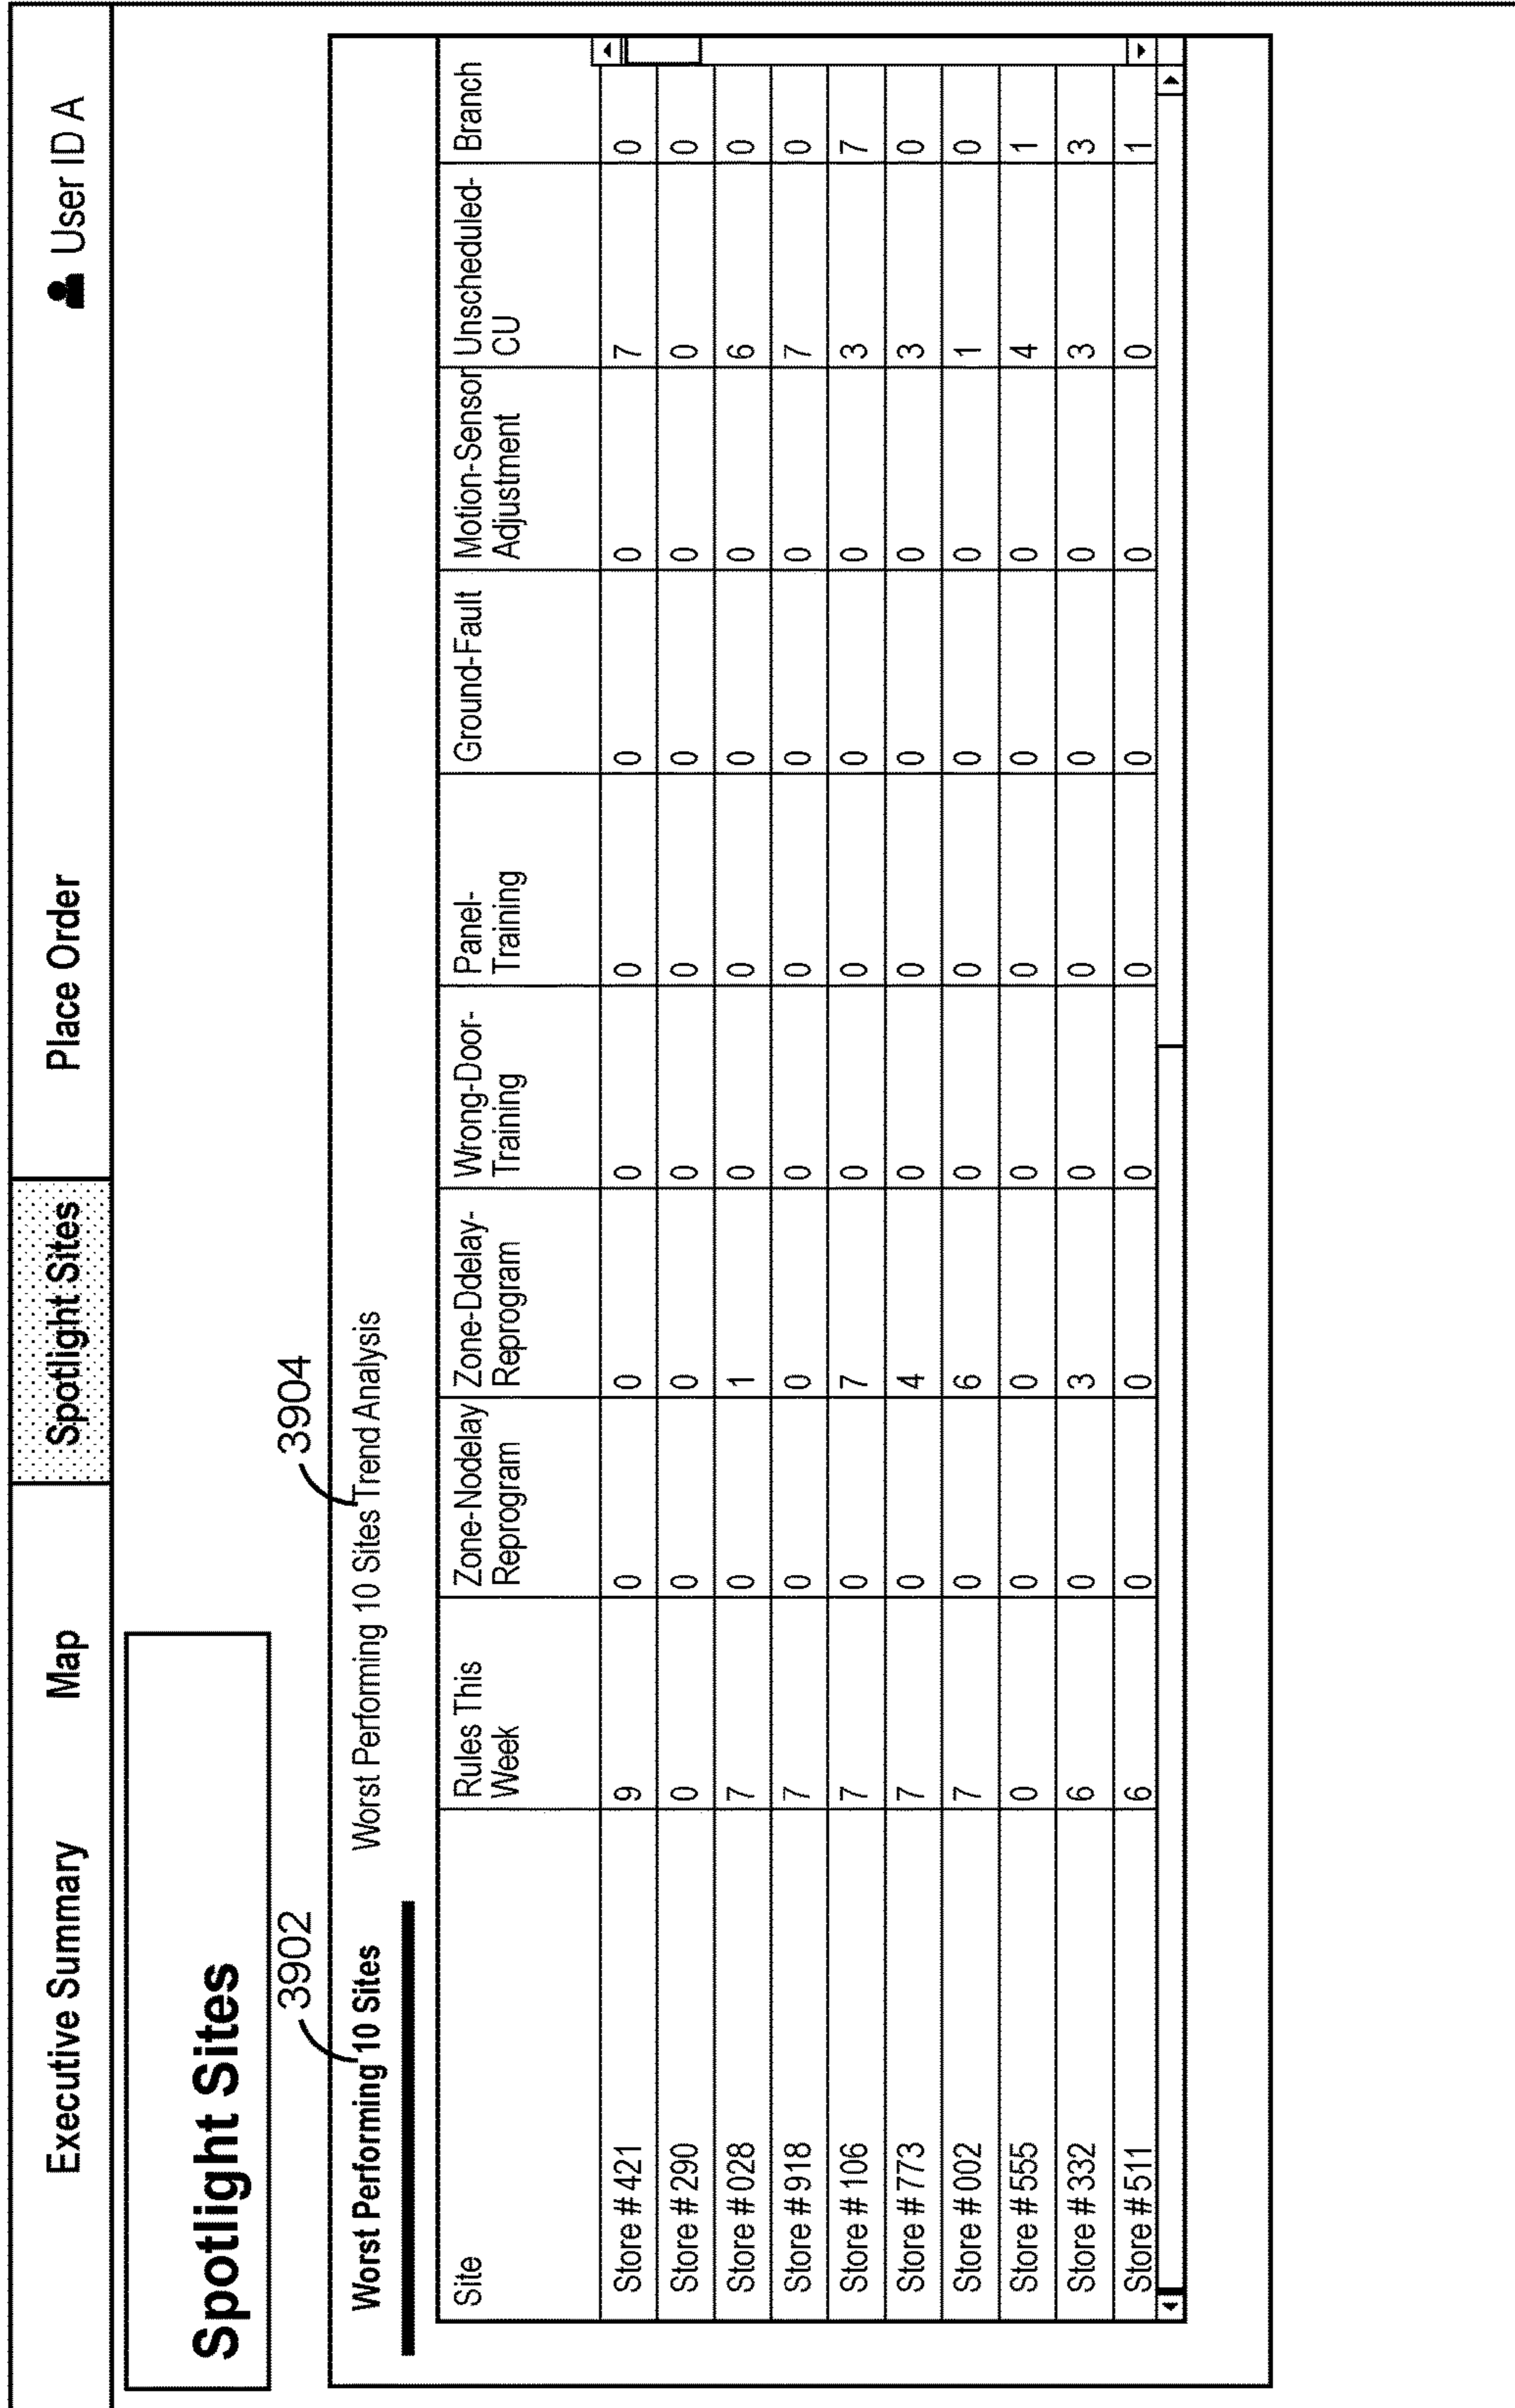 Executive Summary Map Spotlight Sites Place Order User ID A
Spotlight Sites
3902 3904
Worst Performing 10 Sites Worst Performing 10 Sites Trend Analysis
Site Rules This Zone-Nodelay Zone-Ddelay- Wrong-Door- Panel- Ground-Fault Motion-Sensor Unscheduled- Branch
Week Reprogram Reprogram Training Training Adjustment CU
Store # 421 9 0 0 0 0 0 0 7 0
Store # 290 0 0 0 0 0 0 0 0 0
Store # 028 7 0 1 0 0 0 0 6 0
Store # 918 7 0 0 0 0 0 0 7 0
Store # 106 7 0 7 0 0 0 0 3 7
Store # 773 7 0 4 0 0 0 0 3 0
Store # 002 7 0 6 0 0 0 0 1 0
Store # 555 0 0 0 0 0 0 0 4 1
Store # 332 6 0 3 0 0 0 0 3 3
Store # 511 6 0 0 0 0 0 0 0 1